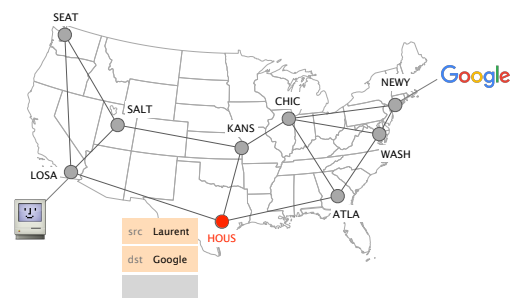 SEAT
Google
NEWY
CHIC
SALT
KANS
WASH
LOSA
ATLA
src Laurent
HOUS
dst Google